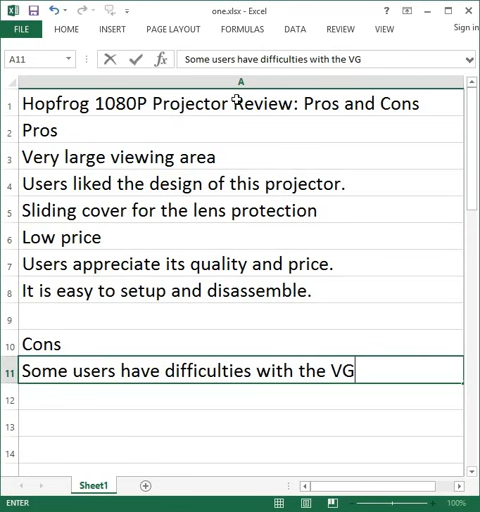 one.xlsx - Excel
FILE HOME INSERT PAGE LAYOUT FORMULAS DATA REVIEW VIEW Sign in
A11 fx Some users have difficulties with the VG
A
1 Hopfrog 1080P Projector Review: Pros and Cons
2 Pros
3 Very large viewing area
4 Users liked the design of this projector.
5 Sliding cover for the lens protection
6 Low price
7 Users appreciate its quality and price.
8 It is easy to setup and disassemble.
9
10 Cons
11 Some users have difficulties with the VG
12
13
14
Sheet1
ENTER 100%